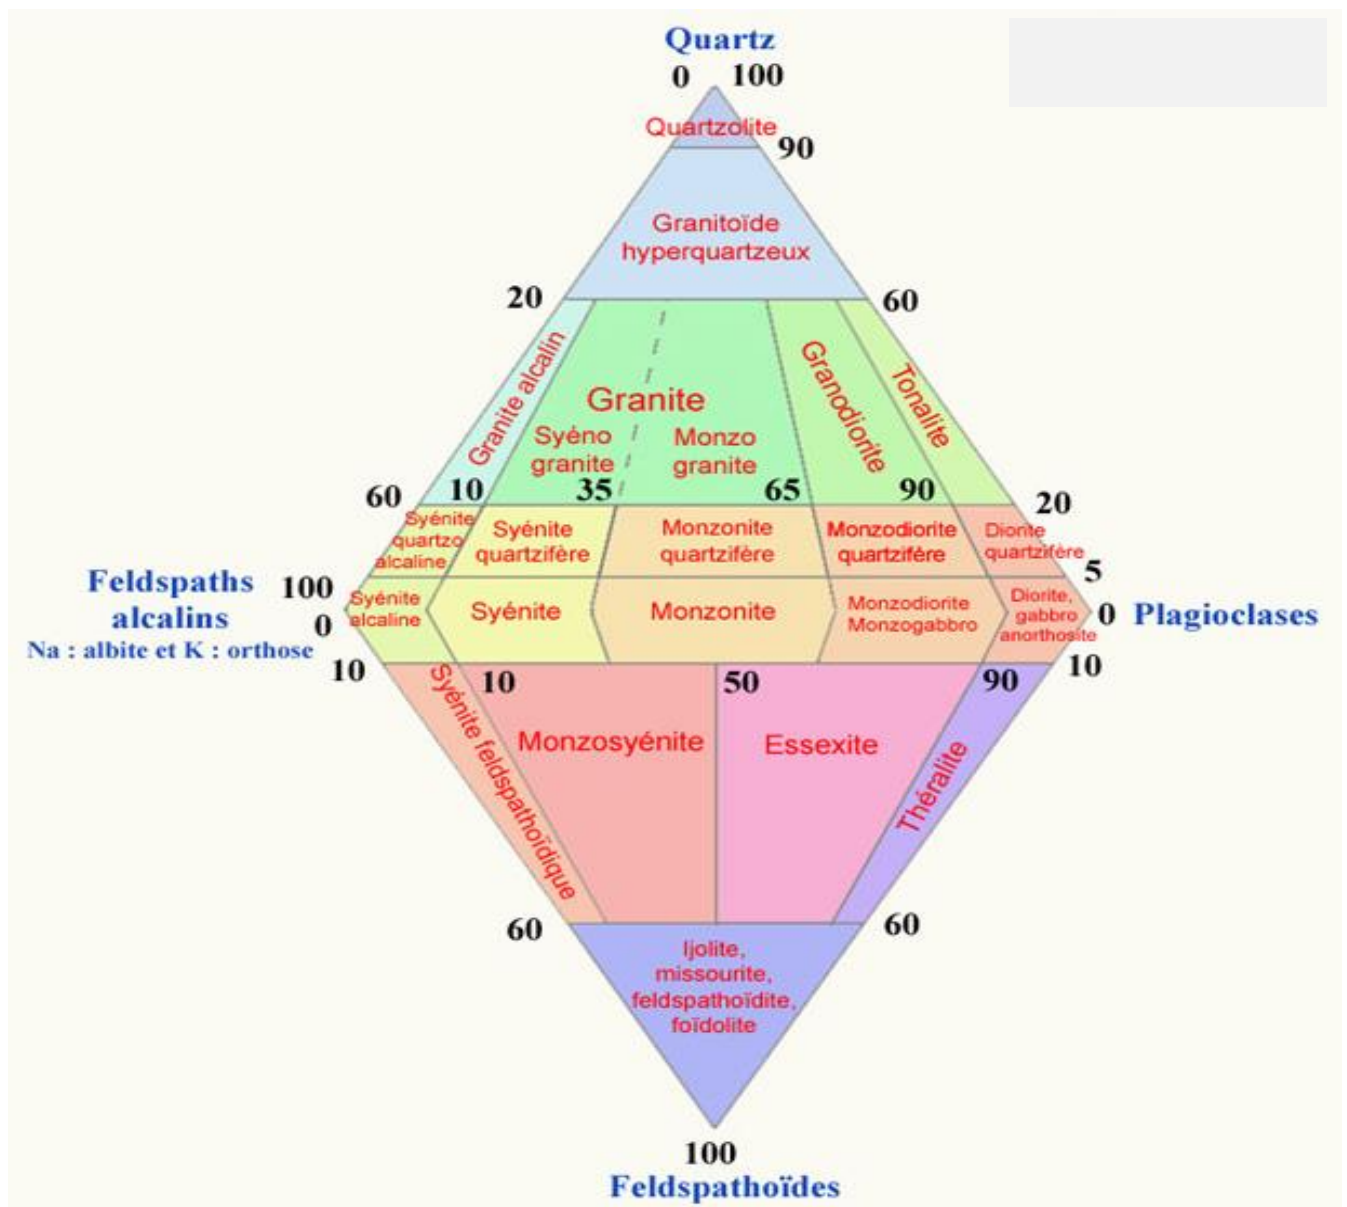 Quartz
0 100
Quartzolite
90
Granitoïde
hyperquartzeux
20
60
Granite alcalin
Granite
Syéno
granite
Monzo
granite
Granodiorite
Tonalite
60
10
35
65
90
20
Syénite
quartzo
alcaline
Syénite
quartzifère
Monzonite
quartzifère
Monzodiorite
quartzifère
Diorite
quartzifère
5
Feldspaths
alcalins
Na : albite et K : orthose
100
0
Syénite
alcaline
Syénite
Monzonite
Monzodiorite
Monzogabbro
Diorite,
gabbro
anorthosite
0
Plagioclases
10
10
50
90
10
Syénite feldspathoïdique
Monzosyénite
Essexite
Théralite
60
60
Ijolite,
missourite,
feldspathoïdite,
foïdolite
100
Feldspathoïdes